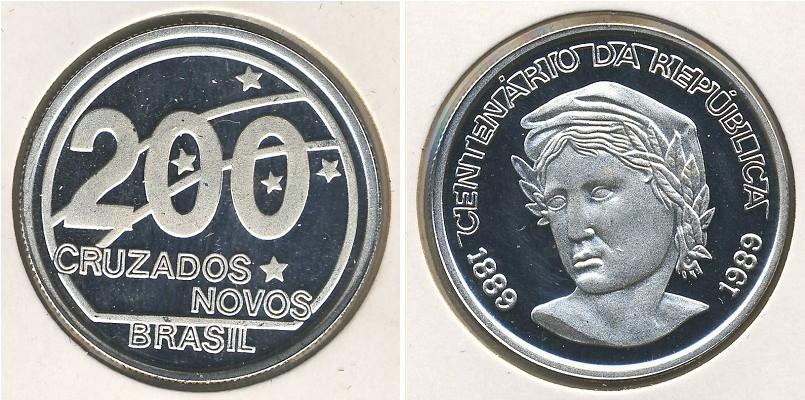 200
CRUZADOS
NOVOS
BRASIL
CENTENÁRIO DA REPÚBLICA
1889
1989